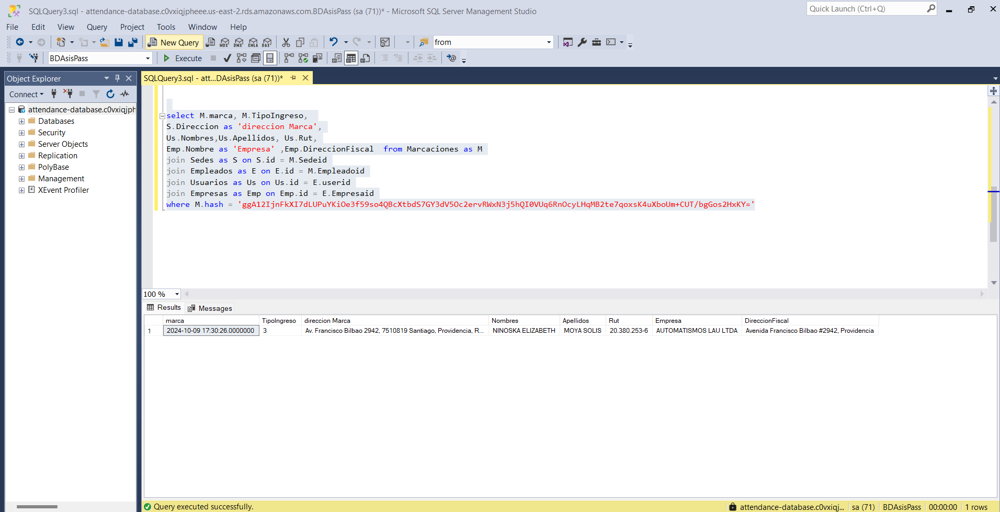 SQLQuery3.sql - attendance-database.c0vxiqjpheee.us-east-2.rds.amazonaws.com.BDAsisPass (sa (71))* - Microsoft SQL Server Management Studio
Quick Launch (Ctrl+Q)
File Edit View Query Project Tools Window Help
New Query MDX DMX XMLA DAX from
BDAsisPass Execute
Object Explorer
SQLQuery3.sql - att...DAsisPass (sa (71))*
Connect
attendance-database.c0vxiqjph
Databases
Security
Server Objects
Replication
PolyBase
Management
XEvent Profiler
select M.marca, M.TipoIngreso,
S.Direccion as 'direccion Marca',
Us.Nombres,Us.Apellidos, Us.Rut,
Emp.Nombre as 'Empresa' ,Emp.DireccionFiscal  from Marcaciones as M
join Sedes as S on S.id = M.Sedeid
join Empleados as E on E.id = M.Empleadoid
join Usuarios as Us on Us.id = E.userid
join Empresas as Emp on Emp.id = E.Empresaid
where M.hash = 'ggA12IjnFkXI7dLUPuYKiOe3f59so4QBcXtbdS7GY3dV5Oc2ervRWxN3j5hQI0VUq6RnOcyLHqMB2te7qoxsK4uXboUm+CUT/bgGos2HxKY='
100 %
Results Messages
marca TipoIngreso direccion Marca Nombres Apellidos Rut Empresa DireccionFiscal
1 2024-10-09 17:30:26.0000000 3 Av. Francisco Bilbao 2942, 7510819 Santiago, Providencia, R... NINOSKA ELIZABETH MOYA SOLIS 20.380.253-6 AUTOMATISMOS LAU LTDA Avenida Francisco Bilbao #2942, Providencia
Query executed successfully. attendance-database.c0vxiqj... sa (71) BDAsisPass 00:00:00 1 rows